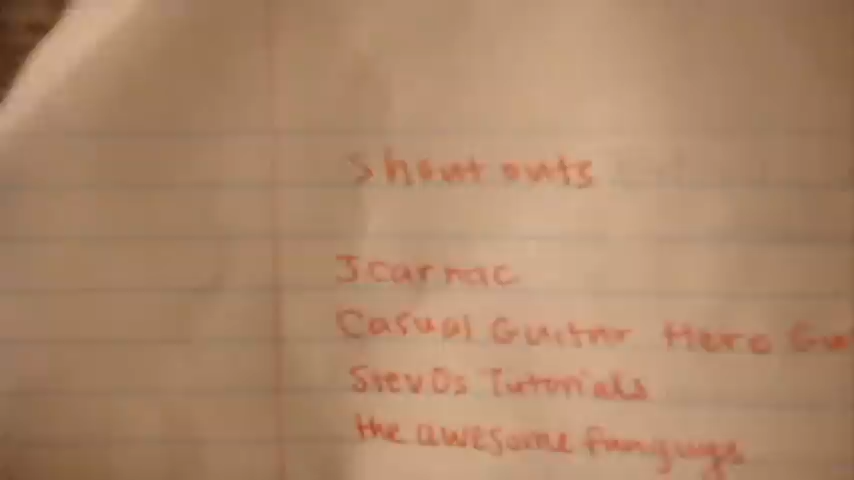 Shout outs
Jcarnac
Casual Guitar Hero
StevOs Tutorials
the awesome